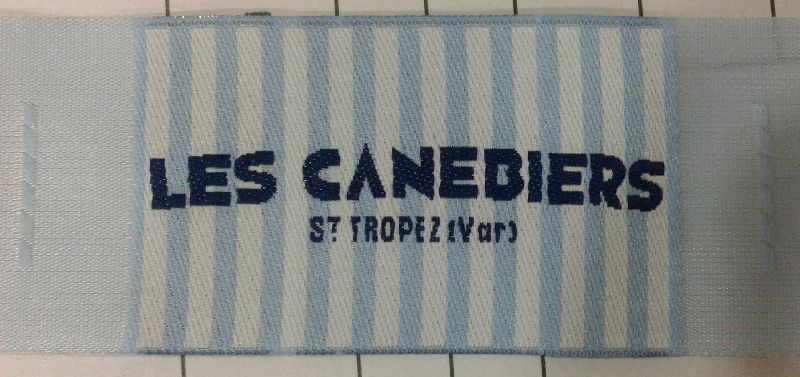 LES CANEBIERS
ST TROPEZ (Var)